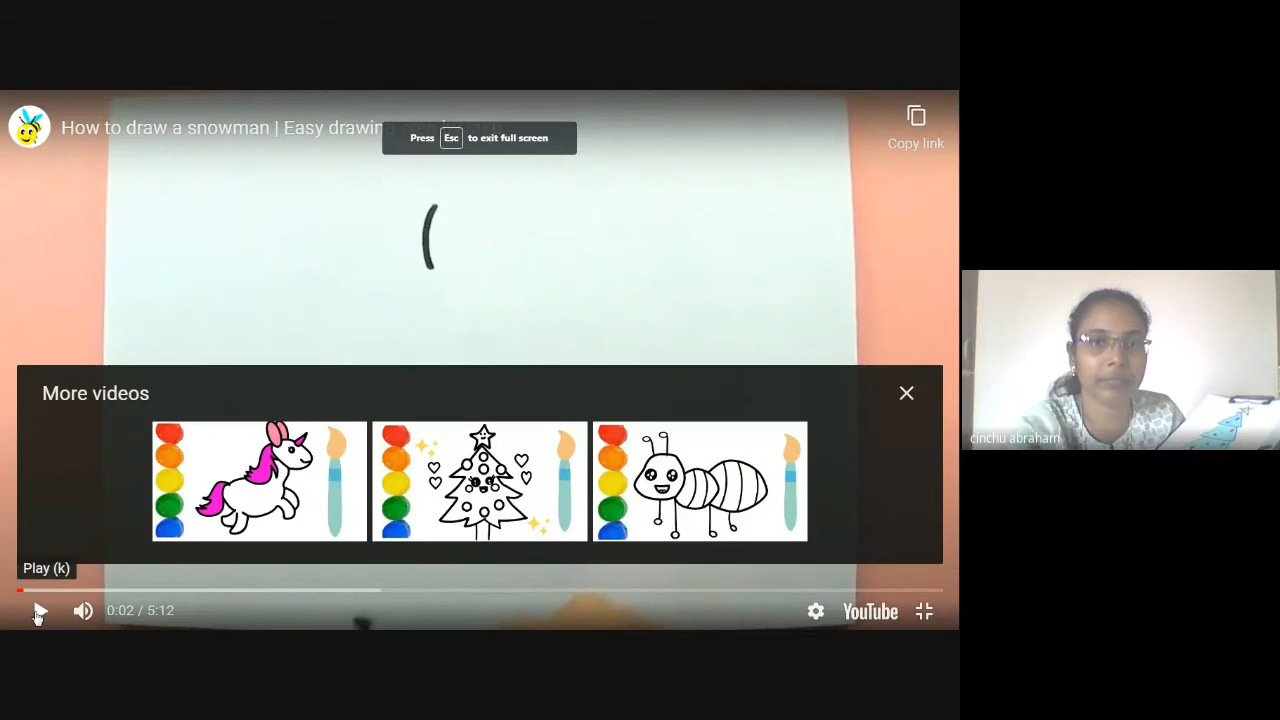 How to draw a snowman | Easy drawing
Press Esc to exit full screen
Copy link
More videos
cinchu abraham
Play (k)
0:02 / 5:12
YouTube